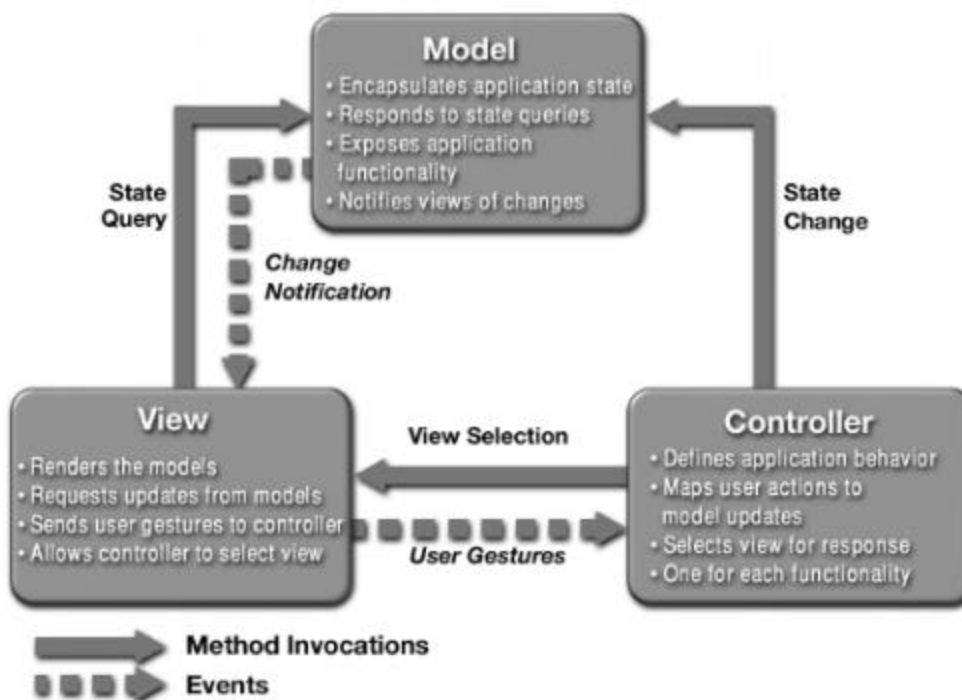 Model
• Encapsulates application state
• Responds to state queries
• Exposes application
functionality
• Notifies views of changes
State
Query
State
Change
Change
Notification
View
• Renders the models
• Requests updates from models
• Sends user gestures to controller
• Allows controller to select view
View Selection
User Gestures
Controller
• Defines application behavior
• Maps user actions to
model updates
• Selects view for response
• One for each functionality
Method Invocations
Events